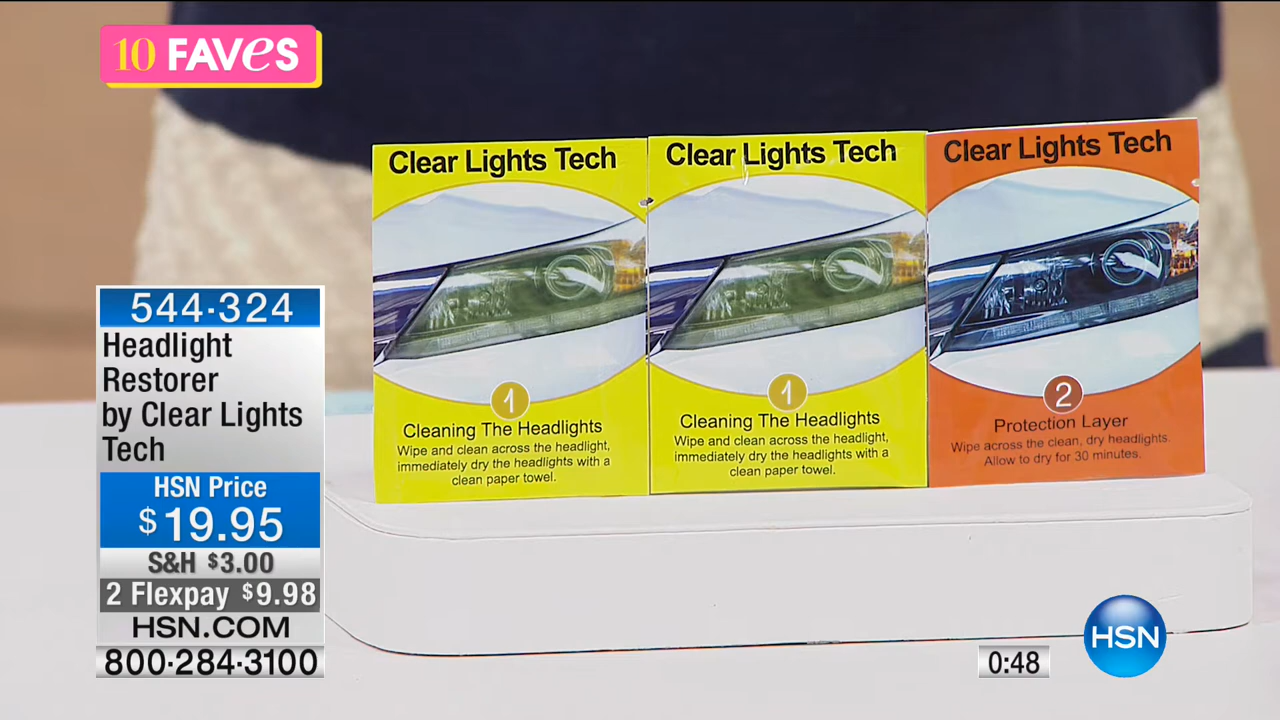 10 FAVeS
544-324
Headlight
Restorer
by Clear Lights
Tech
HSN Price
$19.95
S&H $3.00
2 Flexpay $9.98
HSN.COM
800-284-3100
Clear Lights Tech
1
Cleaning The Headlights
Wipe and clean across the headlight,
immediately dry the headlights with a
clean paper towel.
Clear Lights Tech
1
Cleaning The Headlights
Wipe and clean across the headlight,
immediately dry the headlights with a
clean paper towel.
Clear Lights Tech
2
Protection Layer
Wipe across the clean, dry headlights.
Allow to dry for 30 minutes.
0:48
HSN